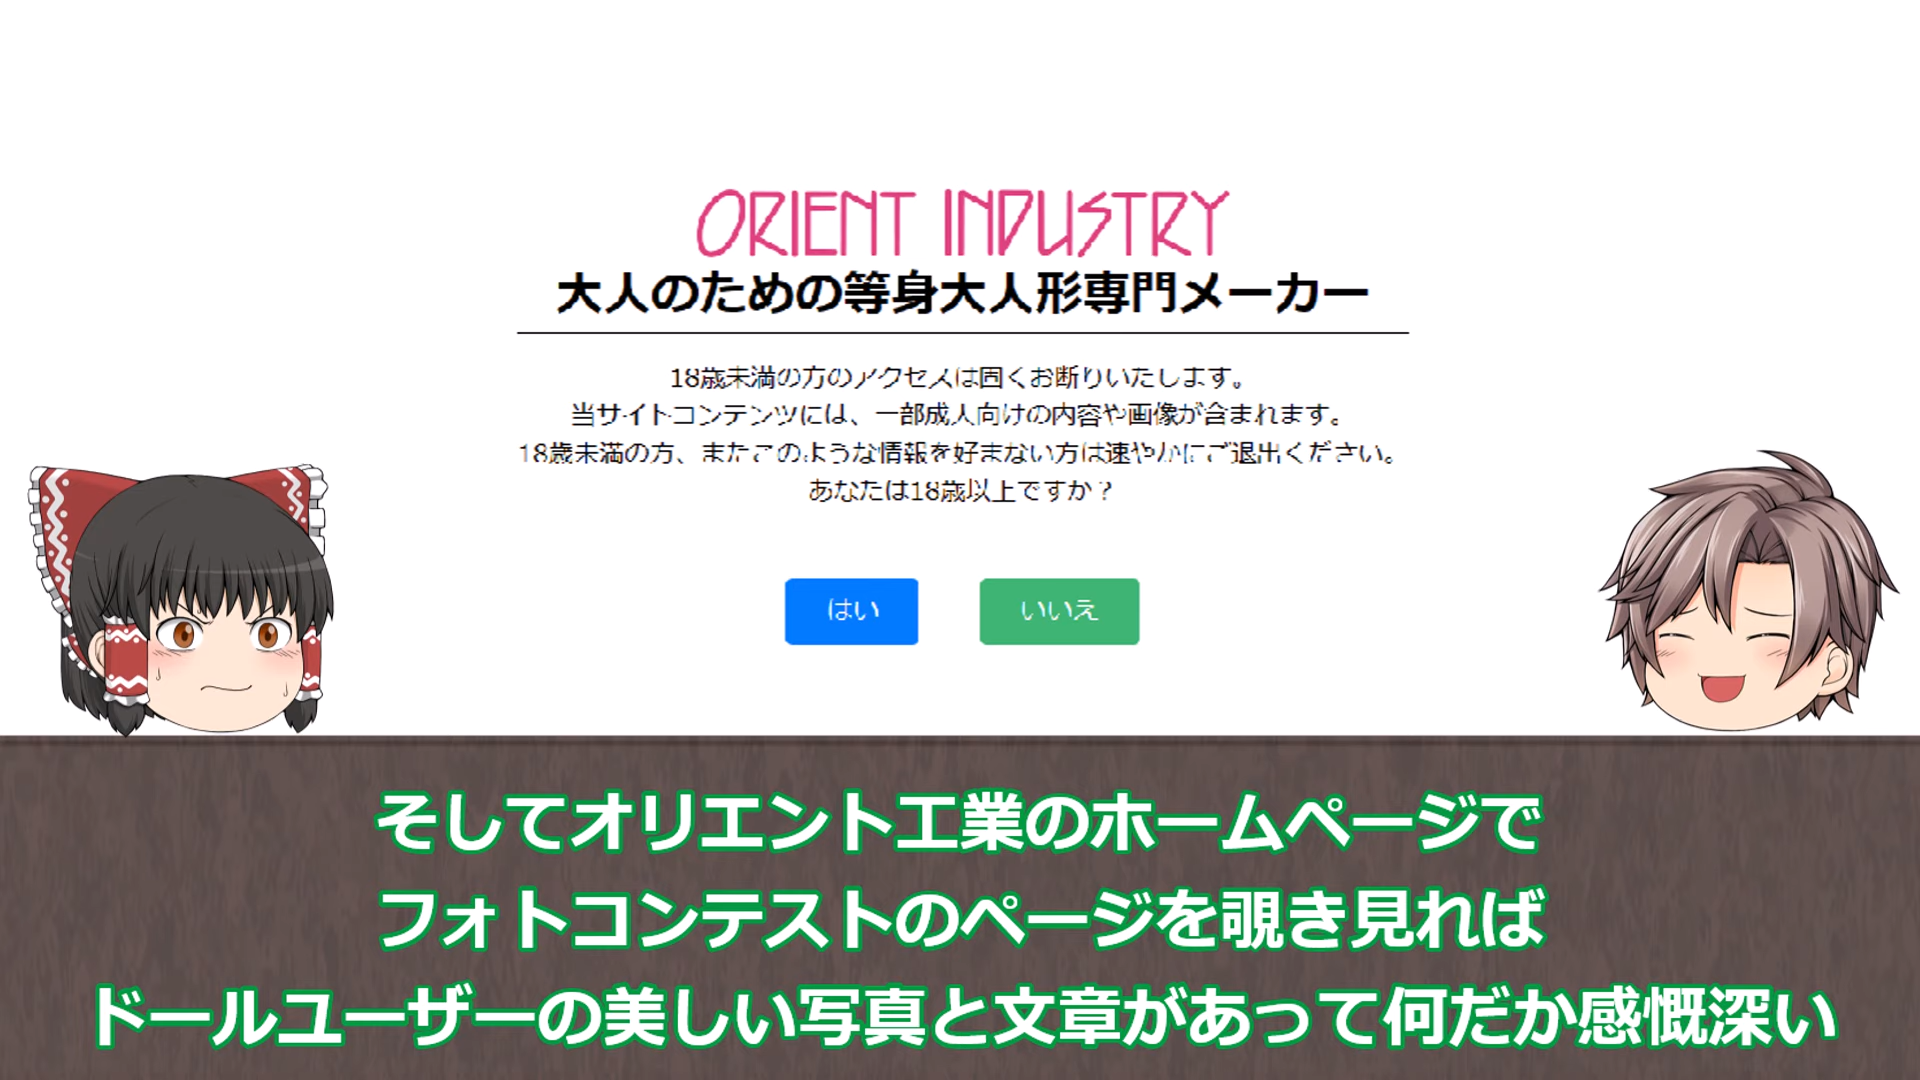 ORIENT INDUSTRY
大人のための等身大人形専門メーカー
18歳未満の方のアクセスは固くお断りいたします。
当サイトコンテンツには、一部成人向けの内容や画像が含まれます。
18歳未満の方、またこのような情報を好まない方は速やかにご退出ください。
あなたは18歳以上ですか？
はい
いいえ
そしてオリエント工業のホームページで
フォトコンテストのページを覗き見れば
ドールユーザーの美しい写真と文章があって何だか感慨深い